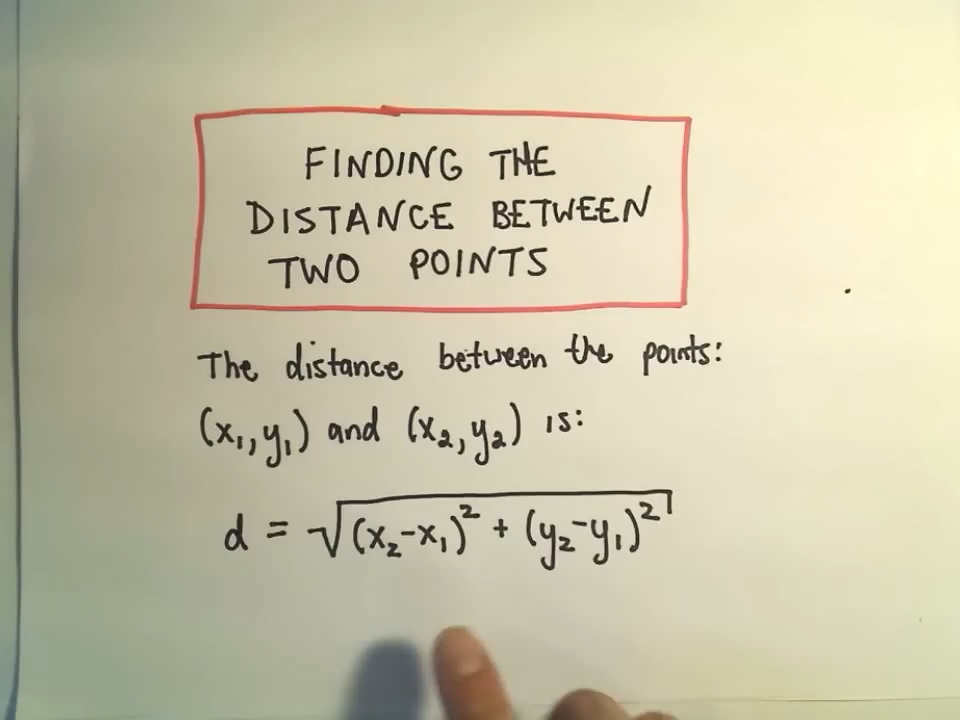 FINDING THE
DISTANCE BETWEEN
TWO POINTS
The distance between the points:
(x₁, y₁) and (x₂, y₂) is:
d = √(x₂-x₁)² + (y₂-y₁)²